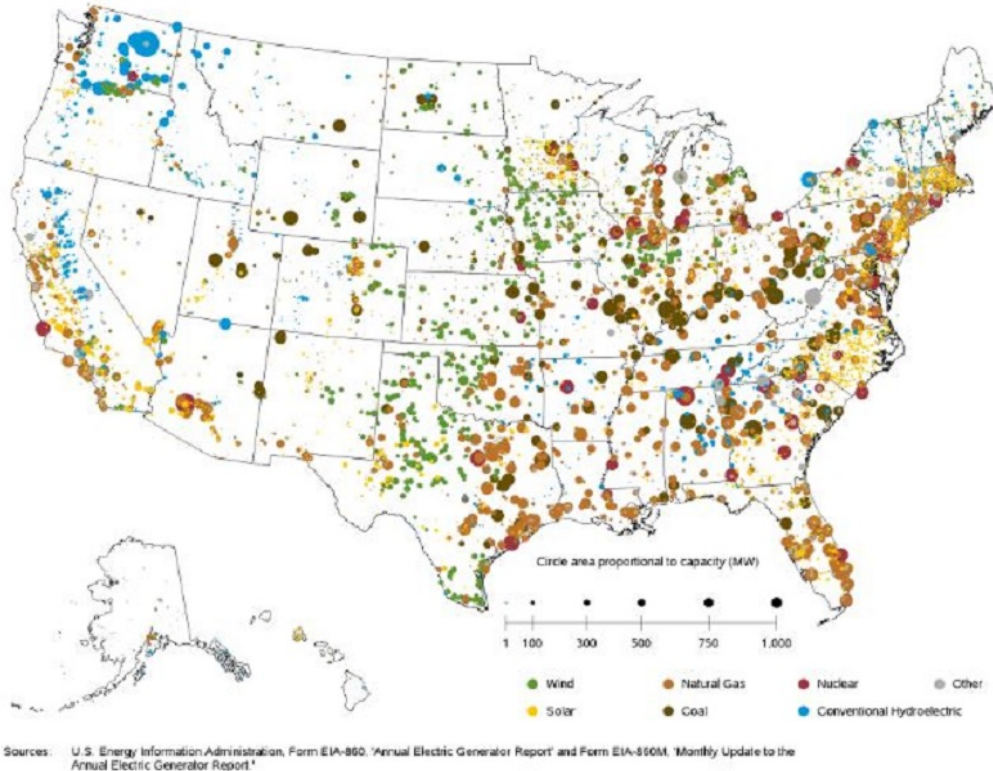 Circle area proportional to capacity (MW)
1 100 300 500 750 1,000
Wind Natural Gas Nuclear Other
Solar Coal Conventional Hydroelectric
Sources: U.S. Energy Information Administration, Form EIA-860, 'Annual Electric Generator Report' and Form EIA-860M, 'Monthly Update to the
Annual Electric Generator Report."